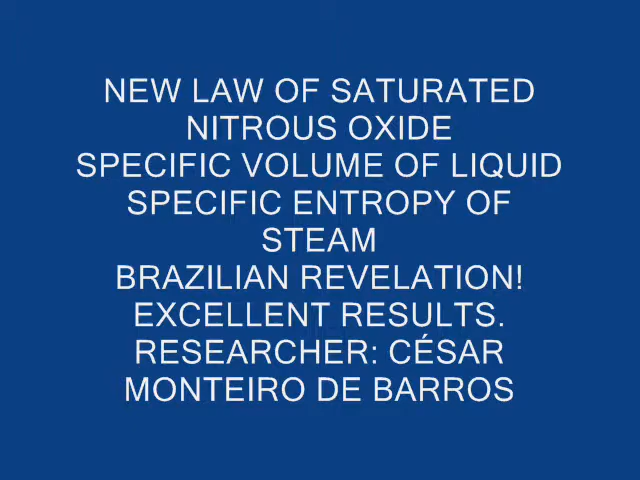 NEW LAW OF SATURATED
NITROUS OXIDE
SPECIFIC VOLUME OF LIQUID
SPECIFIC ENTROPY OF
STEAM
BRAZILIAN REVELATION!
EXCELLENT RESULTS.
RESEARCHER: CÉSAR
MONTEIRO DE BARROS